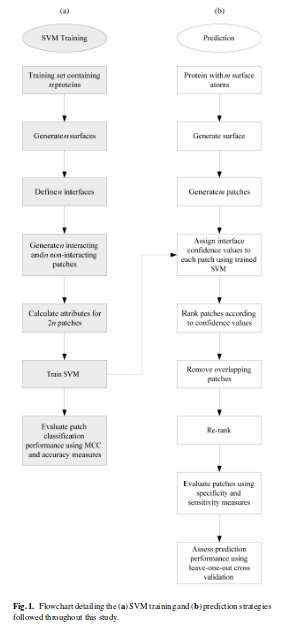 (a)
SVM Training
Training set containing
n proteins
Generate n surfaces
Define n interfaces
Generate n interacting
and n non-interacting
patches
Calculate attributes for
2n patches
Train SVM
Evaluate patch
classification
performance using MCC
and accuracy measures
(b)
Prediction
Protein with m surface
atoms
Generate surface
Generate m patches
Assign interface
confidence values to
each patch using trained
SVM
Rank patches according
to confidence values
Remove overlapping
patches
Re-rank
Evaluate patches using
specificity and
sensitivity measures
Assess prediction
performance using
leave-one-out cross
validation
Fig. 1. Flowchart detailing the (a) SVM training and (b) prediction strategies
followed throughout this study.